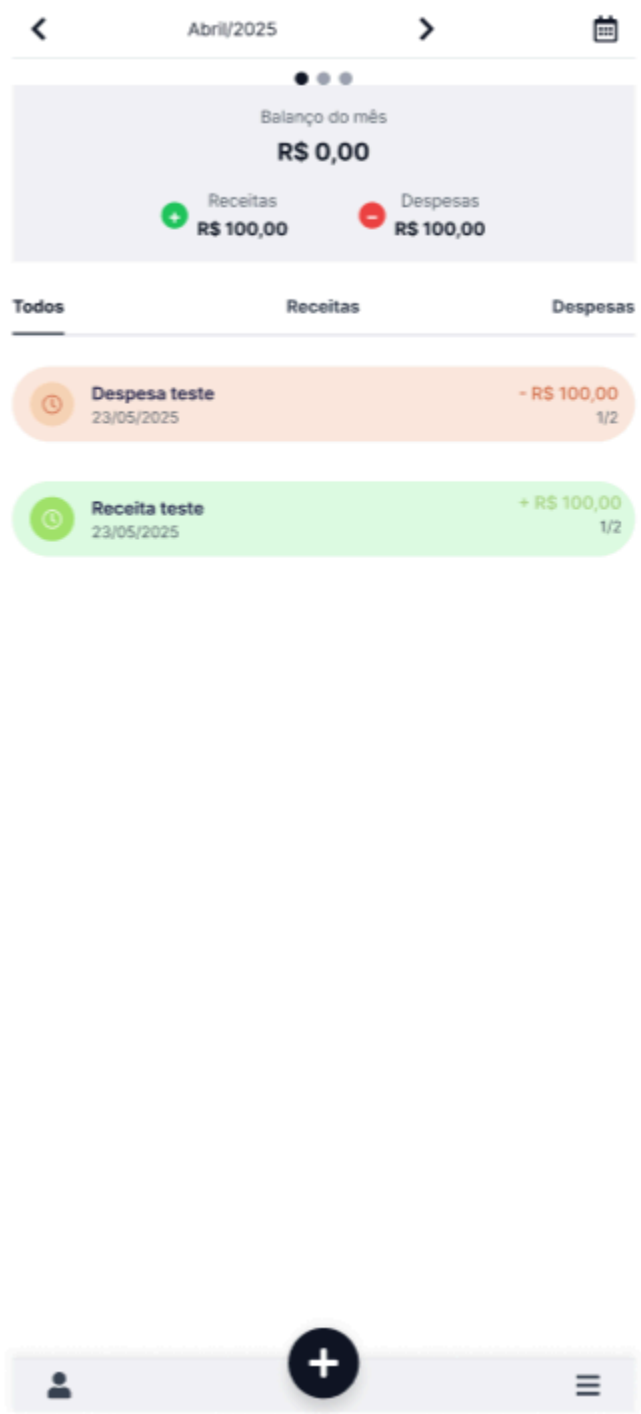 Abril/2025
Balanço do mês
R$ 0,00
Receitas
R$ 100,00
Despesas
R$ 100,00
Todos
Receitas
Despesas
Despesa teste
- R$ 100,00
23/05/2025
1/2
Receita teste
+ R$ 100,00
23/05/2025
1/2